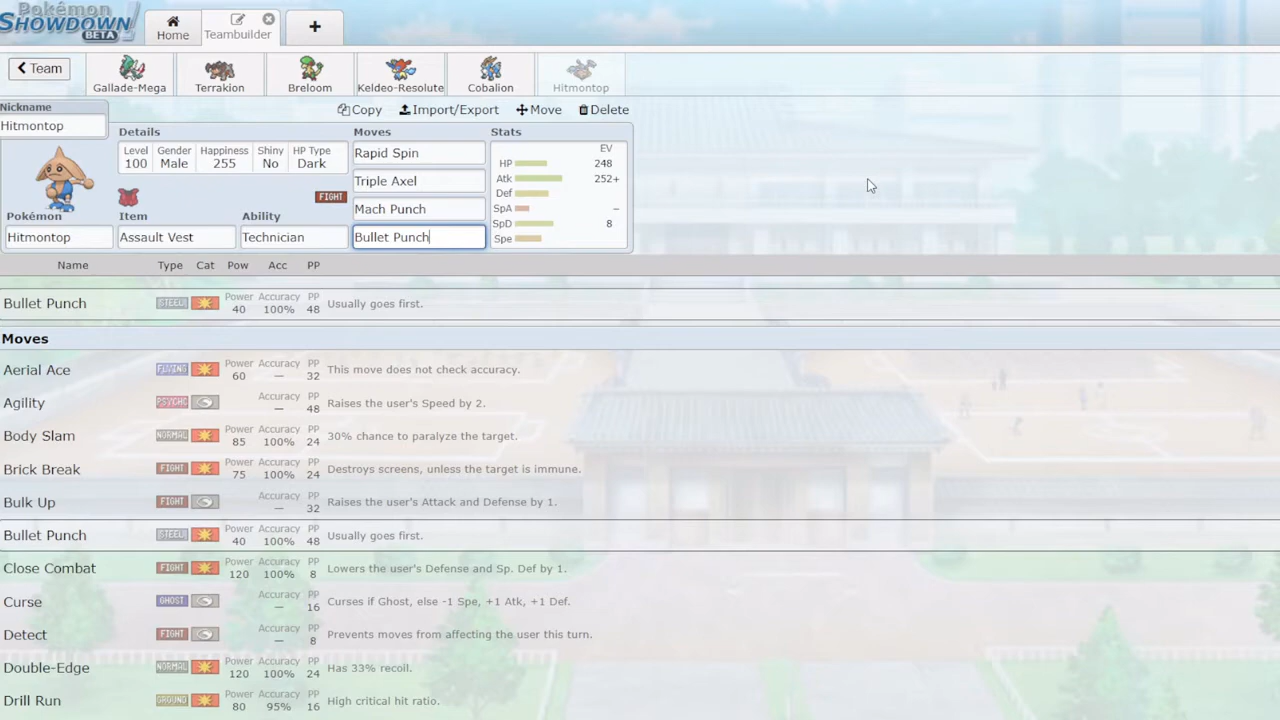 Pokémon
SHOWDOWN
BETA
Home
Teambuilder
+
Team
Gallade-Mega
Terrakion
Breloom
Keldeo-Resolute
Cobalion
Hitmontop
Nickname
Hitmontop
Copy Import/Export Move Delete
Details
Level Gender Happiness Shiny HP Type
100 Male 255 No Dark
FIGHT
Pokémon Item Ability
Hitmontop Assault Vest Technician
Moves
Rapid Spin
Triple Axel
Mach Punch
Bullet Punch
Stats
EV
HP 248
Atk 252+
Def
SpA –
SpD 8
Spe
Name Type Cat Pow Acc PP
Bullet Punch STEEL Power 40 Accuracy 100% PP 48 Usually goes first.
Moves
Aerial Ace FLYING Power 60 Accuracy — PP 32 This move does not check accuracy.
Agility PSYCHC Accuracy — PP 48 Raises the user's Speed by 2.
Body Slam NORMAL Power 85 Accuracy 100% PP 24 30% chance to paralyze the target.
Brick Break FIGHT Power 75 Accuracy 100% PP 24 Destroys screens, unless the target is immune.
Bulk Up FIGHT Accuracy — PP 32 Raises the user's Attack and Defense by 1.
Bullet Punch STEEL Power 40 Accuracy 100% PP 48 Usually goes first.
Close Combat FIGHT Power 120 Accuracy 100% PP 8 Lowers the user's Defense and Sp. Def by 1.
Curse GHOST Accuracy — PP 16 Curses if Ghost, else -1 Spe, +1 Atk, +1 Def.
Detect FIGHT Accuracy — PP 8 Prevents moves from affecting the user this turn.
Double-Edge NORMAL Power 120 Accuracy 100% PP 24 Has 33% recoil.
Drill Run GROUND Power 80 Accuracy 95% PP 16 High critical hit ratio.